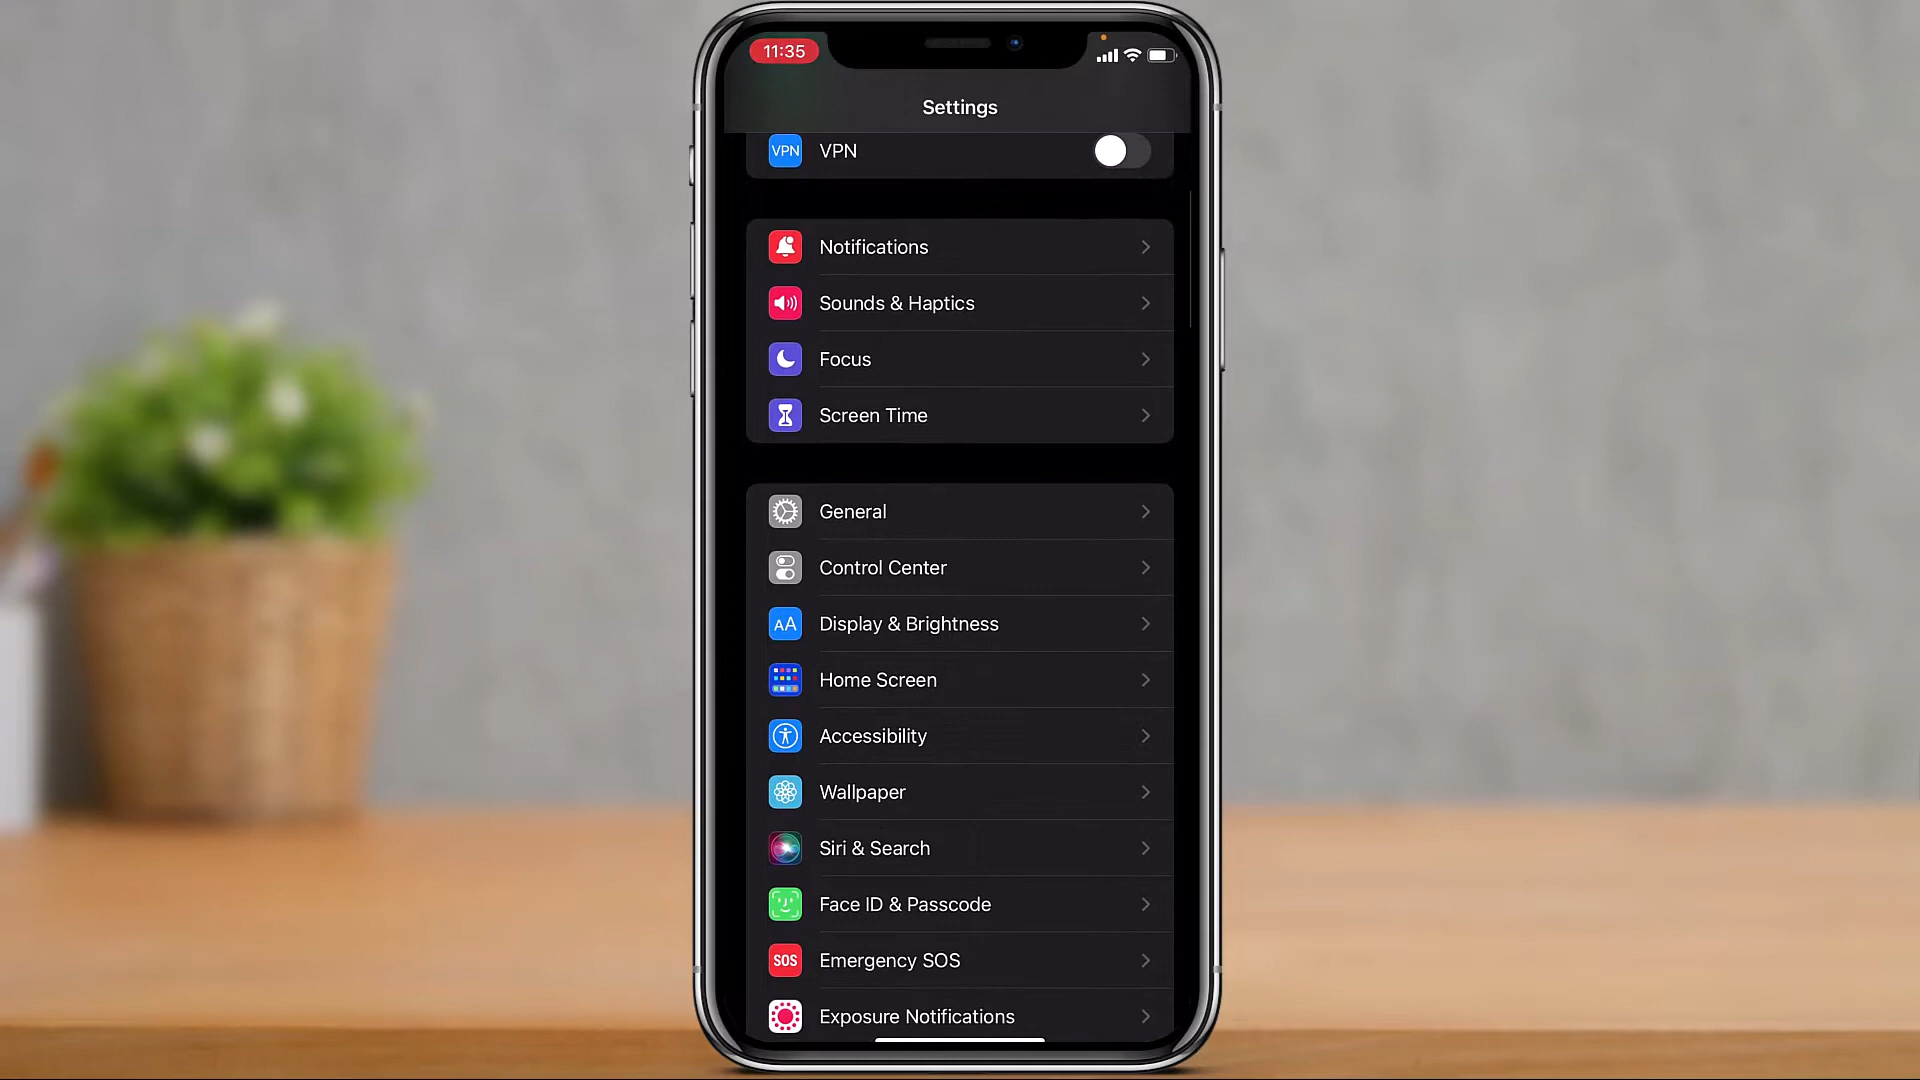 11:35
Settings
VPN VPN
Notifications
Sounds & Haptics
Focus
Screen Time
General
Control Center
AA Display & Brightness
Home Screen
Accessibility
Wallpaper
Siri & Search
Face ID & Passcode
SOS Emergency SOS
Exposure Notifications